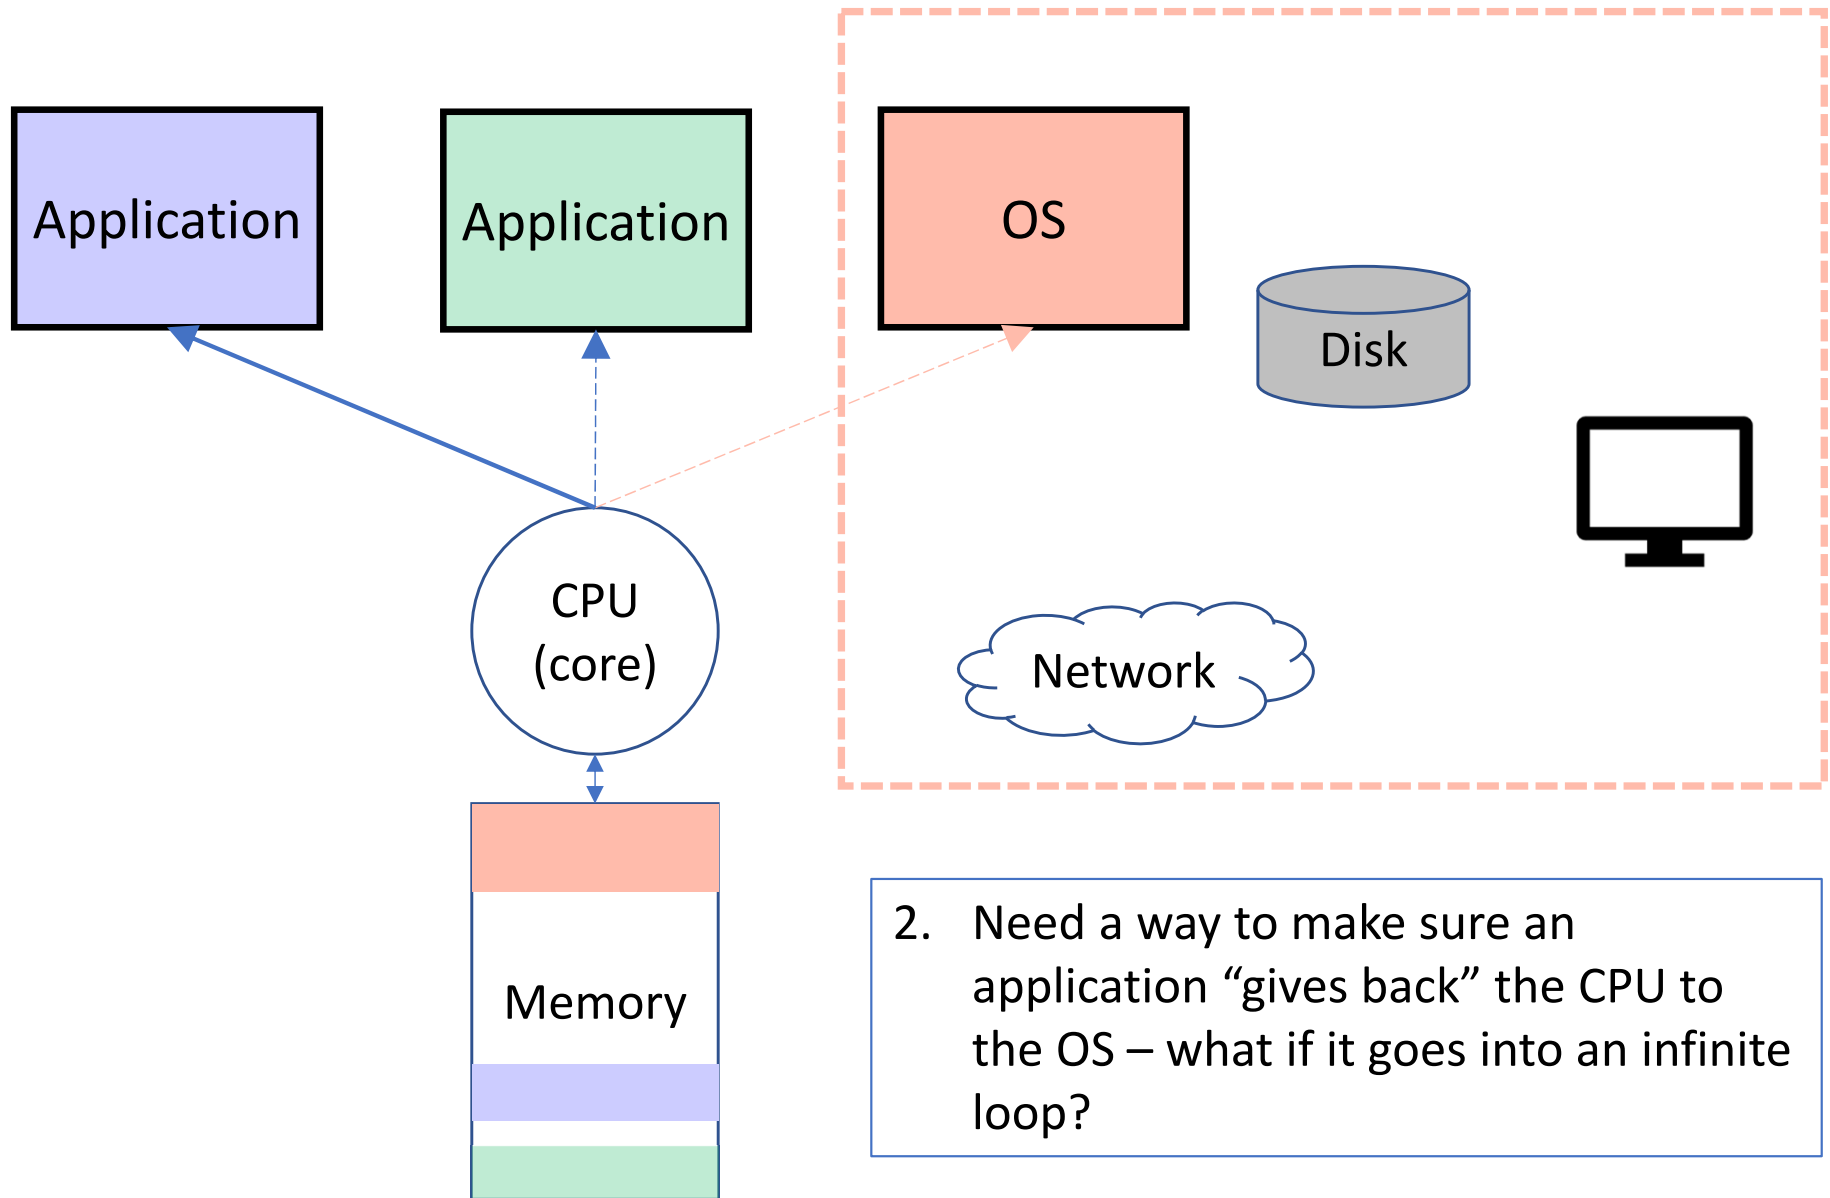 Application
Application
OS
Disk
CPU
(core)
Network
Memory
2. Need a way to make sure an
application “gives back” the CPU to
the OS – what if it goes into an infinite
loop?